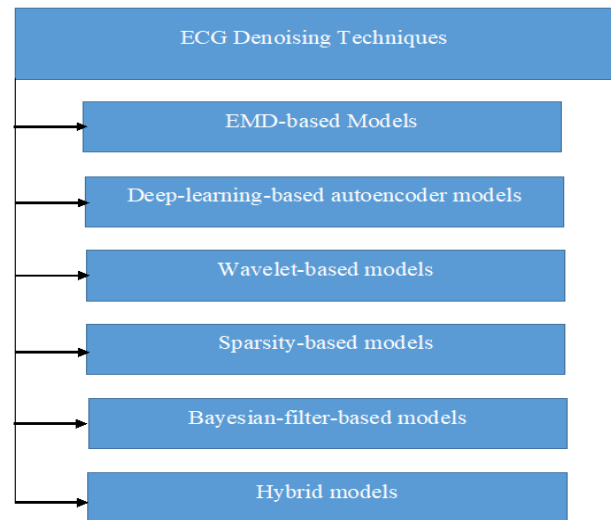 ECG Denoising Techniques
EMD-based Models
Deep-learning-based autoencoder models
Wavelet-based models
Sparsity-based models
Bayesian-filter-based models
Hybrid models